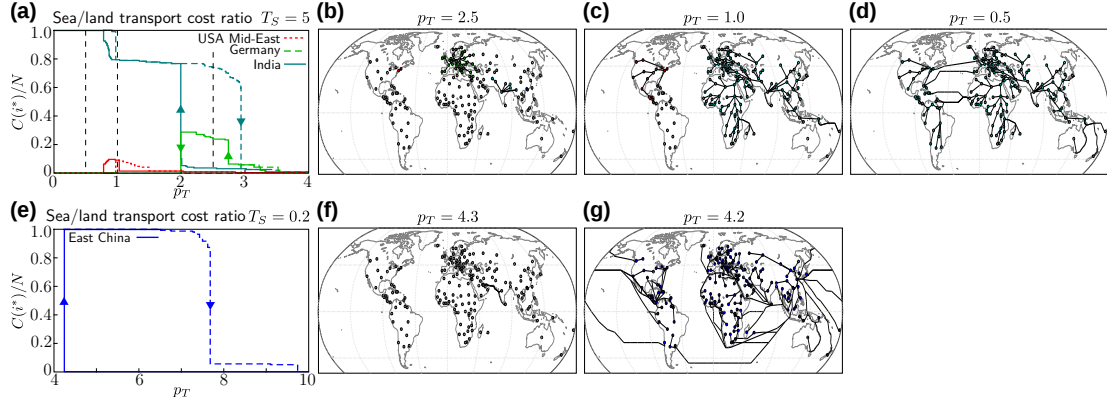 (a) Sea/land transport cost ratio T_S = 5
USA Mid-East
Germany
India
C(i*)/N
1.0
0.8
0.6
0.4
0.2
0
0 1 2 3 4
p_T
(b) p_T = 2.5
(c) p_T = 1.0
(d) p_T = 0.5
(e) Sea/land transport cost ratio T_S = 0.2
East China
C(i*)/N
1.0
0.8
0.6
0.4
0.2
0.0
4 6 8 10
p_T
(f) p_T = 4.3
(g) p_T = 4.2